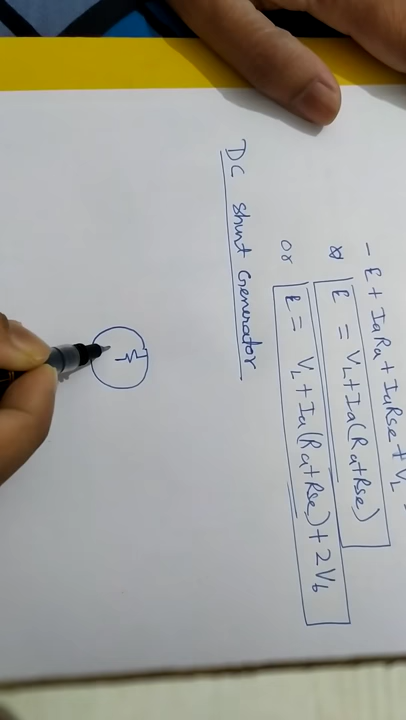 - E + IaRa + IaRse + VL
E = VL + Ia(Ra+Rse)
or
E = VL + Ia(Ra+Rse) + 2Vb
DC Shunt Generator